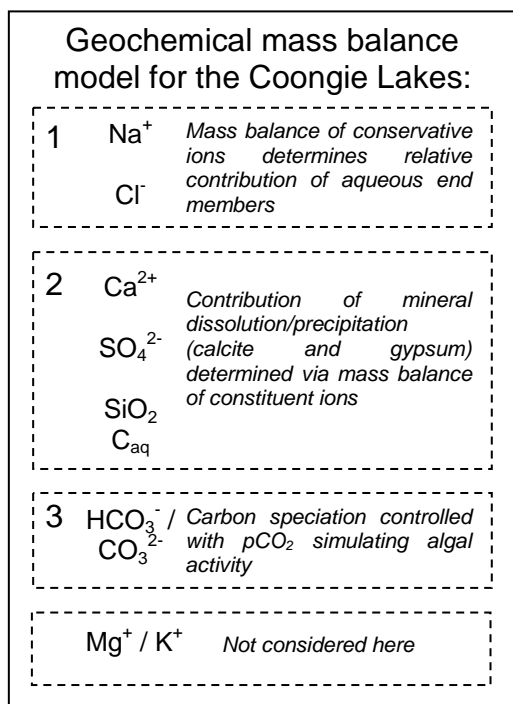 Geochemical mass balance
model for the Coongie Lakes:
1 Na⁺ Mass balance of conservative
ions determines relative
Cl⁻ contribution of aqueous end
members
2 Ca²⁺
Contribution of mineral
dissolution/precipitation
SO₄²⁻ (calcite and gypsum)
determined via mass balance
SiO₂ of constituent ions
C_aq
3 HCO₃⁻ / Carbon speciation controlled
CO₃²⁻ with pCO₂ simulating algal
activity
Mg⁺ / K⁺ Not considered here